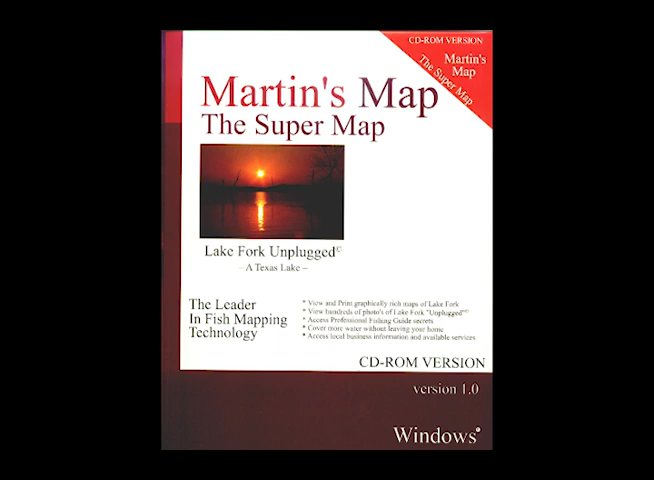 CD-ROM VERSION
Martin's
Map
The Super Map
Martin's Map
The Super Map
Lake Fork Unplugged©
– A Texas Lake –
The Leader
In Fish Mapping
Technology
* View and Print graphically rich maps of Lake Fork
* View hundreds of photo's of Lake Fork "Unplugged"©
* Access Professional Fishing Guide secrets
* Cover more water without leaving your home
* Access local business information and available services
CD-ROM VERSION
version 1.0
Windows®